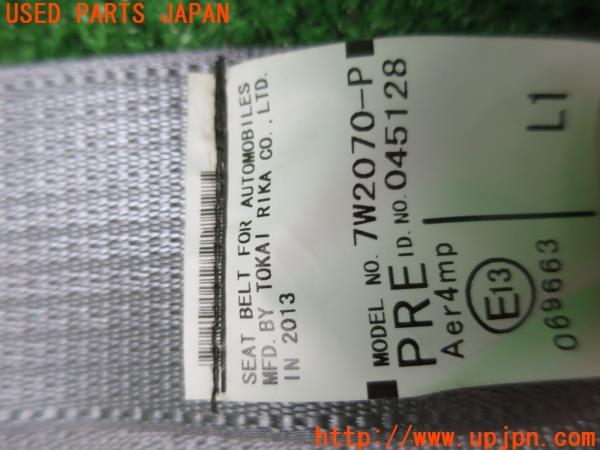 USED PARTS JAPAN
SEAT BELT FOR AUTOMOBILES
MFD. BY TOKAI RIKA CO., LTD.
IN 2013
MODEL NO. 7W2070-P
PRE ID. NO. 045128
Aer4mp
E13
069663
L1
http://www.upjpn.com